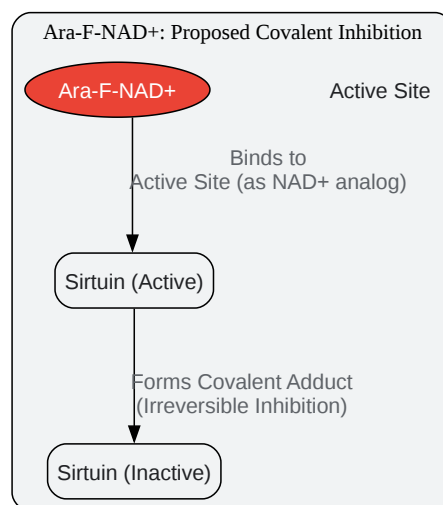 Ara-F-NAD+: Proposed Covalent Inhibition
Ara-F-NAD+
Active Site
Binds to
Active Site (as NAD+ analog)
Sirtuin (Active)
Forms Covalent Adduct
(Irreversible Inhibition)
Sirtuin (Inactive)